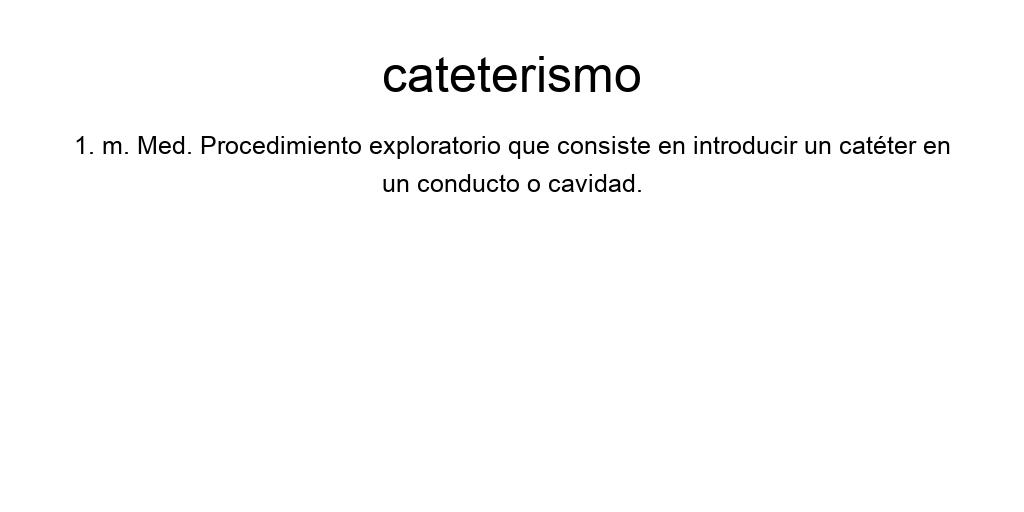 cateterismo
1. m. Med. Procedimiento exploratorio que consiste en introducir un catéter en
un conducto o cavidad.